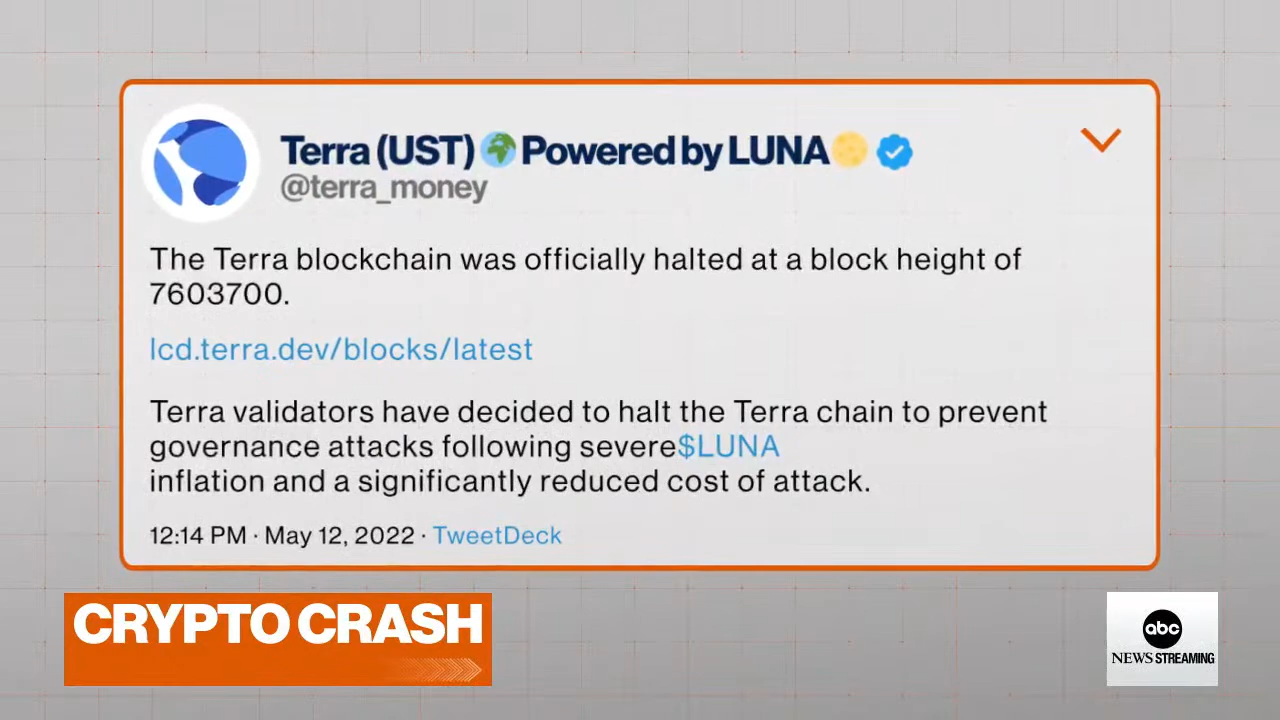 Terra (UST)🌍Powered by LUNA🌕
@terra_money
The Terra blockchain was officially halted at a block height of
7603700.
lcd.terra.dev/blocks/latest
Terra validators have decided to halt the Terra chain to prevent
governance attacks following severe$LUNA
inflation and a significantly reduced cost of attack.
12:14 PM · May 12, 2022 · TweetDeck
CRYPTO CRASH
abc
NEWS STREAMING